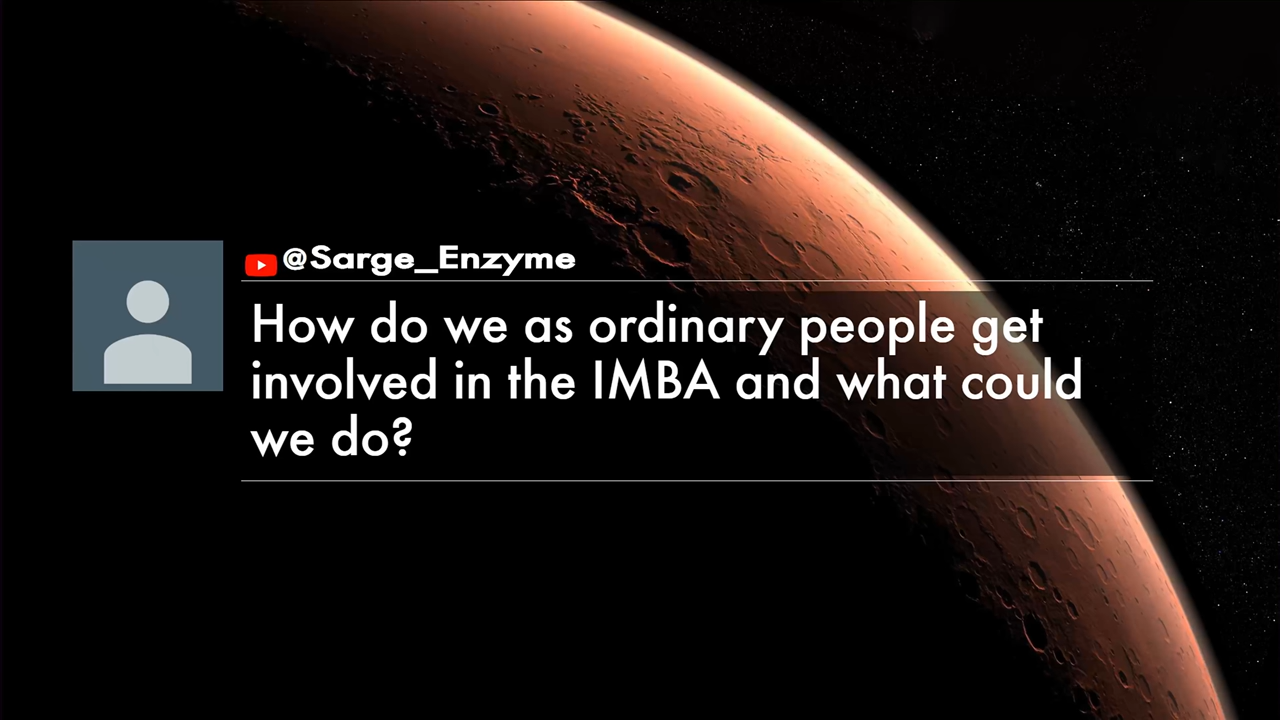 @Sarge_Enzyme
How do we as ordinary people get
involved in the IMBA and what could
we do?